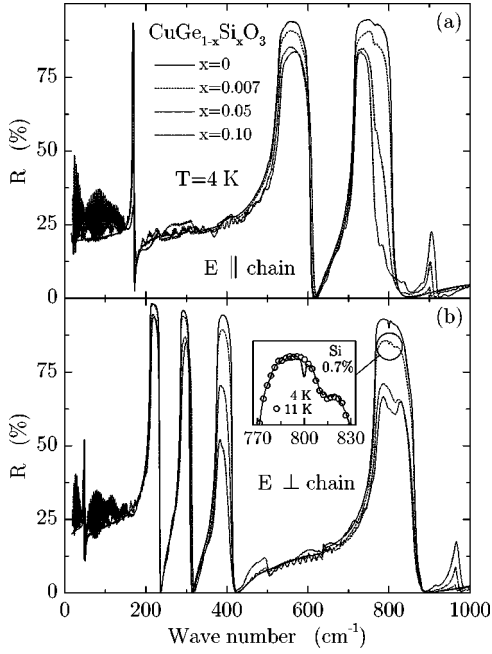 (a)
CuGe1-xSixO3
x=0
x=0.007
x=0.05
x=0.10
T=4 K
E ∥ chain
R (%)
75
50
25
0
(b)
Si
0.7%
4 K
11 K
770 800 830
E ⊥ chain
R (%)
75
50
25
0
0 200 400 600 800 1000
Wave number (cm-1)